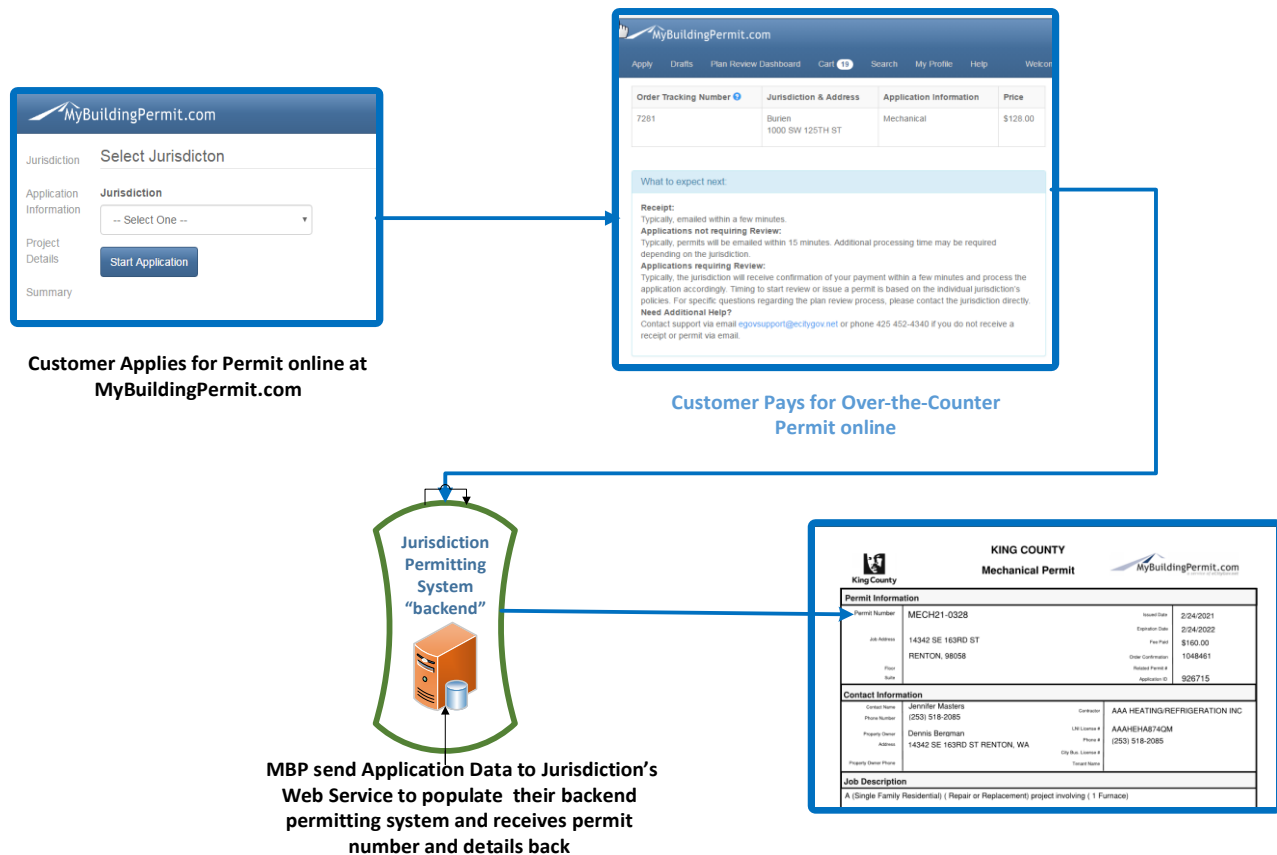 MyBuildingPermit.com
Jurisdiction
Select Jurisdicton
Application
Information
Jurisdiction
-- Select One --
Project
Details
Start Application
Summary
Customer Applies for Permit online at
MyBuildingPermit.com
MyBuildingPermit.com
Apply Drafts Plan Review Dashboard Cart 19 Search My Profile Help Welcom
Order Tracking Number ? Jurisdiction & Address Application Information Price
7281 Burien Mechanical $128.00
1000 SW 125TH ST
What to expect next:
Receipt:
Typically, emailed within a few minutes.
Applications not requiring Review:
Typically, permits will be emailed within 15 minutes. Additional processing time may be required
depending on the jurisdiction.
Applications requiring Review:
Typically, the jurisdiction will receive confirmation of your payment within a few minutes and process the
application accordingly. Timing to start review or issue a permit is based on the individual jurisdiction's
policies. For specific questions regarding the plan review process, please contact the jurisdiction directly.
Need Additional Help?
Contact support via email egovsupport@ecitygov.net or phone 425 452-4340 if you do not receive a
receipt or permit via email.
Customer Pays for Over-the-Counter
Permit online
Jurisdiction
Permitting
System
“backend”
MBP send Application Data to Jurisdiction’s
Web Service to populate their backend
permitting system and receives permit
number and details back
King County
KING COUNTY
Mechanical Permit
MyBuildingPermit.com
Permit Information
Permit Number MECH21-0328 Issued Date 2/24/2021
Expiration Date 2/24/2022
Job Address 14342 SE 163RD ST Fee Paid $160.00
RENTON, 98058 Order Confirmation 1048461
Floor Related Permit #
Suite Application ID 926715
Contact Information
Contact Name Jennifer Masters Contractor AAA HEATING/REFRIGERATION INC
Phone Number (253) 518-2085
LNI License # AAAHEHA874QM
Property Owner Dennis Bergman Phone # (253) 518-2085
Address 14342 SE 163RD ST RENTON, WA
City Bus. License #
Property Owner Phone Tenant Name
Job Description
A (Single Family Residential) ( Repair or Replacement) project involving ( 1 Furnace)